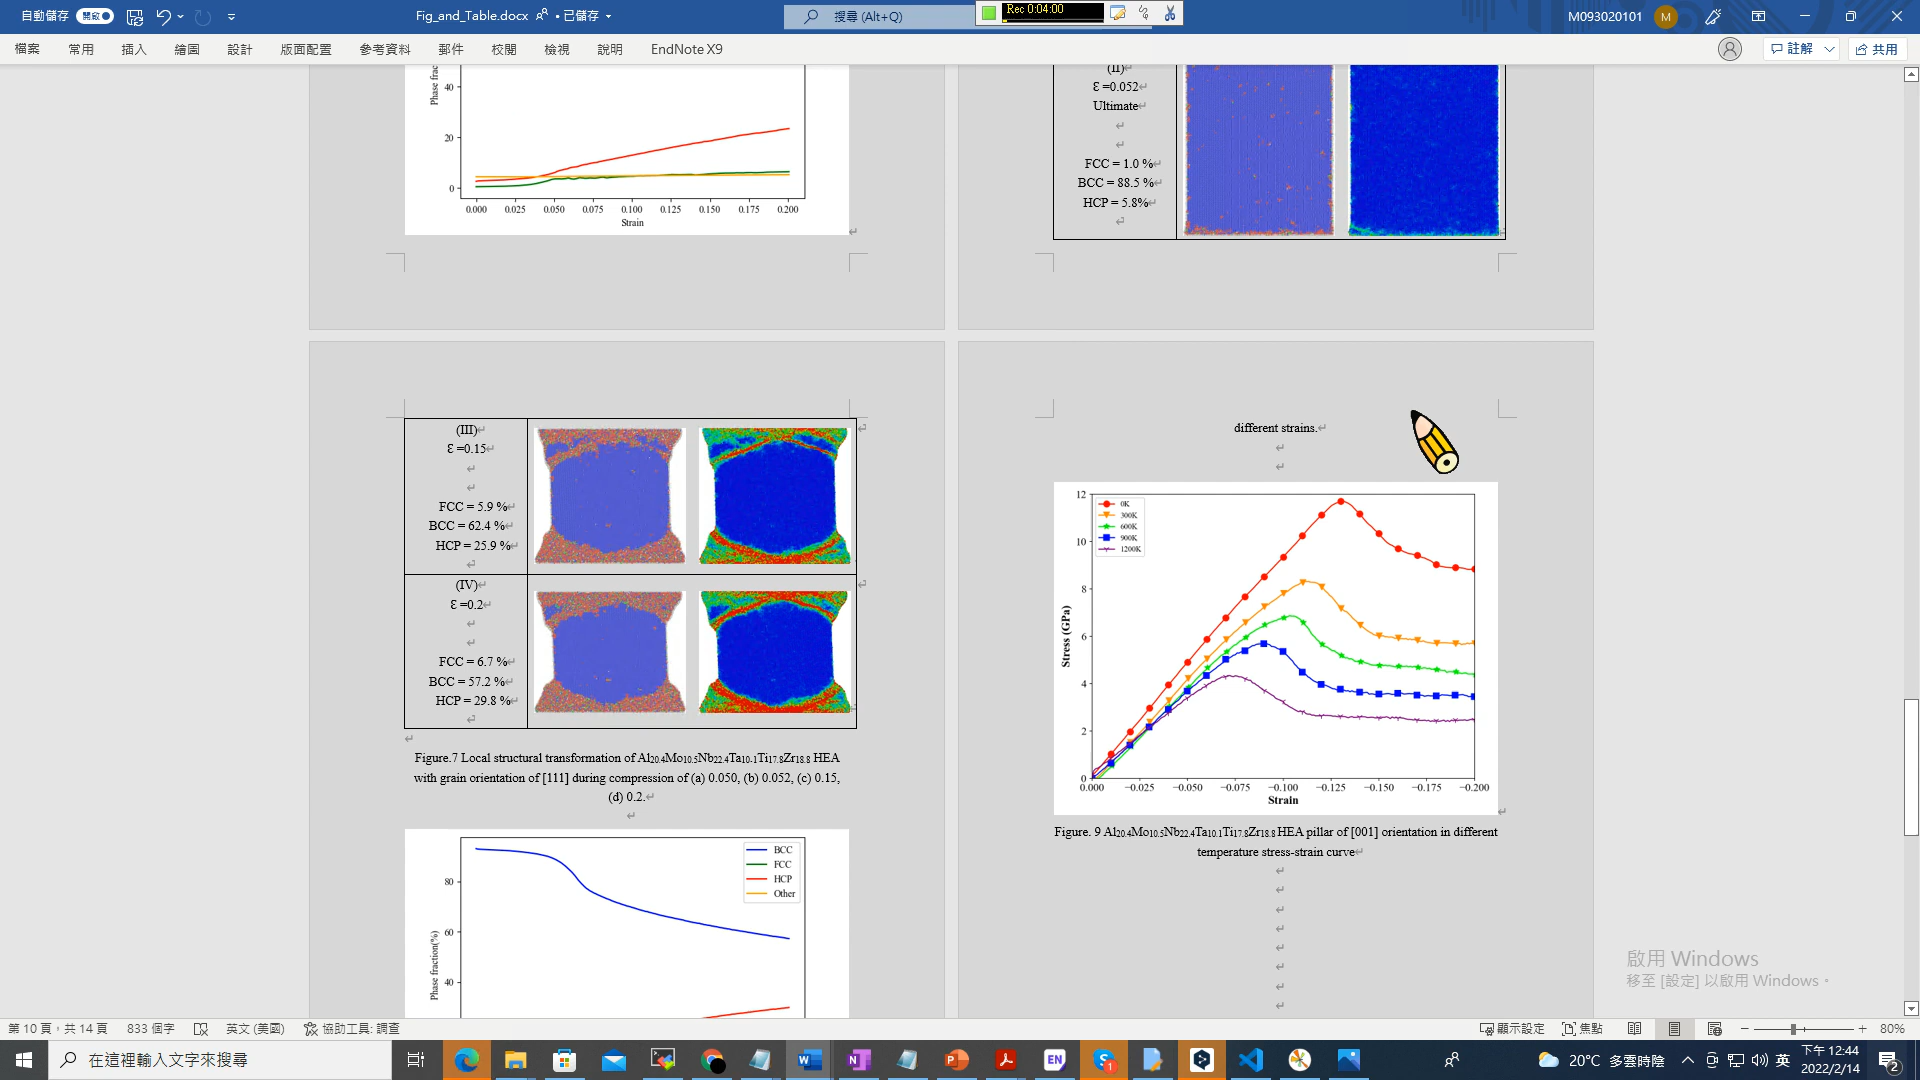 自動儲存 開啟 Fig_and_Table.docx • 已儲存 搜尋 (Alt+Q) Rec 0:04:00 M093020101 M
檔案 常用 插入 繪圖 設計 版面配置 參考資料 郵件 校閱 檢視 說明 EndNote X9 註解 共用
Phase frac
40
20
0
0.000 0.025 0.050 0.075 0.100 0.125 0.150 0.175 0.200
Strain
(II)
Ɛ =0.052
Ultimate
FCC = 1.0 %
BCC = 88.5 %
HCP = 5.8%
(III)
Ɛ =0.15
FCC = 5.9 %
BCC = 62.4 %
HCP = 25.9 %
(IV)
Ɛ =0.2
FCC = 6.7 %
BCC = 57.2 %
HCP = 29.8 %
Figure.7 Local structural transformation of Al20.4Mo10.5Nb22.4Ta10.1Ti17.8Zr18.8 HEA
with grain orientation of [111] during compression of (a) 0.050, (b) 0.052, (c) 0.15,
(d) 0.2.
BCC
FCC
HCP
Other
80
60
40
Phase fraction(%)
different strains.
12
10
8
6
4
2
0
0K
300K
600K
900K
1200K
Stress (GPa)
0.000 −0.025 −0.050 −0.075 −0.100 −0.125 −0.150 −0.175 −0.200
Strain
Figure. 9 Al20.4Mo10.5Nb22.4Ta10.1Ti17.8Zr18.8 HEA pillar of [001] orientation in different
temperature stress-strain curve
啟用 Windows
移至 [設定] 以啟用 Windows。
第 10 頁，共 14 頁 833 個字 英文 (美國) 協助工具: 調查 顯示設定 焦點 80%
在這裡輸入文字來搜尋 EN 1 20°C 多雲時陰 英 下午 12:44
2022/2/14 2